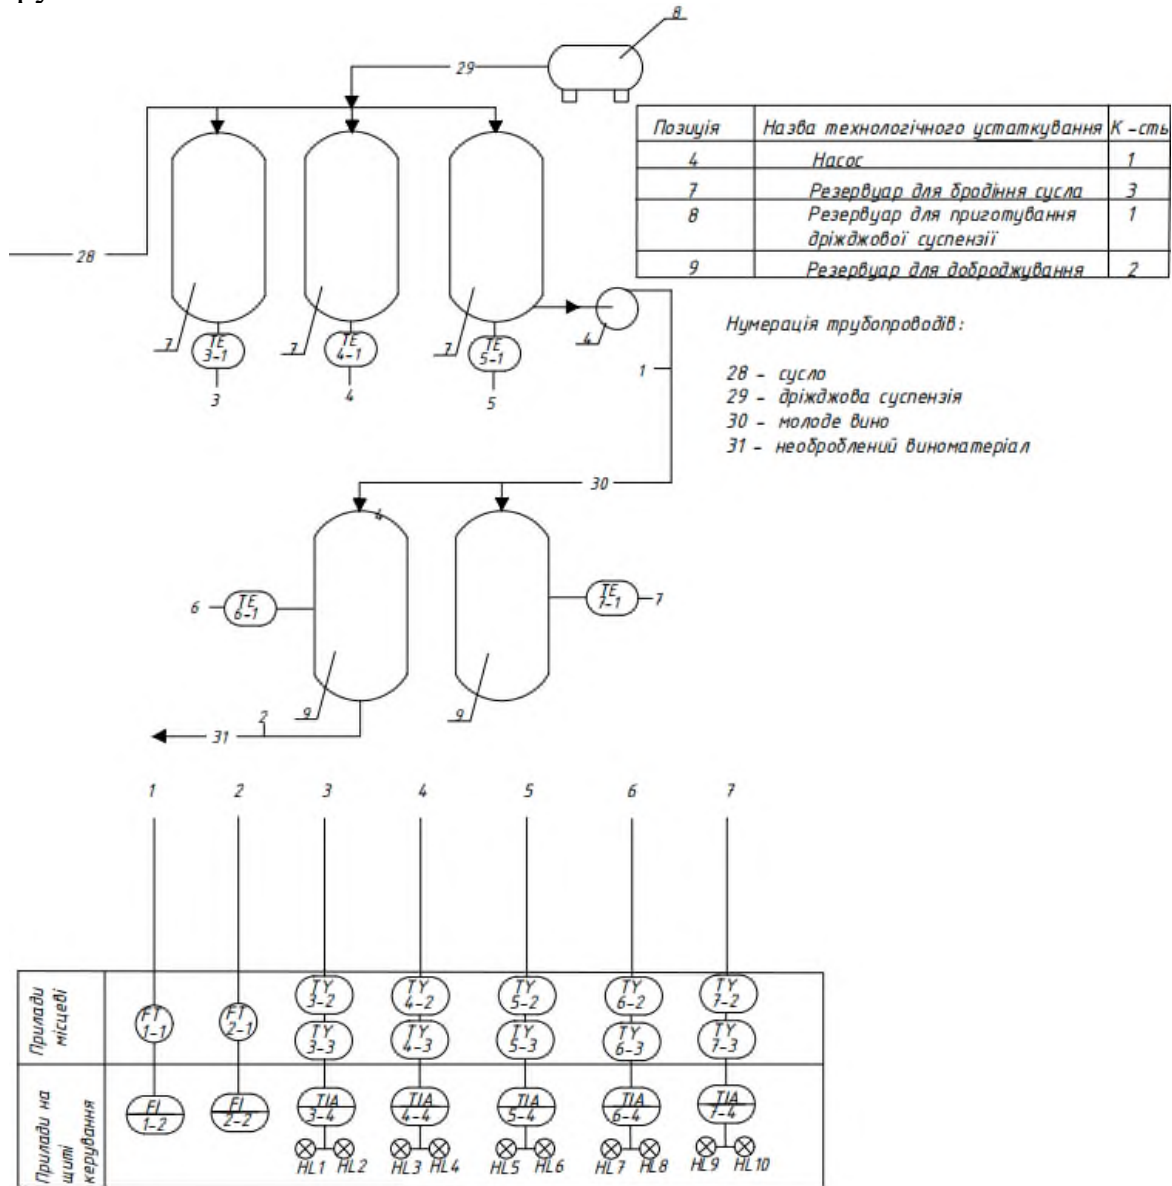 8
29
Позиція Назва технологічного устаткування К-сть
4 Насос 1
7 Резервуар для бродіння сусла 3
8 Резервуар для приготування 1
дріжджової суспензії
9 Резервуар для доброджування 2
28
7 TE 3-1
7 TE 4-1
7 TE 5-1
4
3 4 5
1
Нумерація трубопроводів:
28 - сусло
29 - дріжджова суспензія
30 - молоде вино
31 - необроблений виноматеріал
30
4
6 TE 6-1
TE 7-1 7
9 9
31 2
1 2 3 4 5 6 7
Прилади
місцеві
FT 1-1
FT 2-1
TY 3-2
TY 4-2
TY 5-2
TY 6-2
TY 7-2
TY 3-3
TY 4-3
TY 5-3
TY 6-3
TY 7-3
Прилади на
щиті
керування
FI 1-2
FI 2-2
TIA 3-4
TIA 4-4
TIA 5-4
TIA 6-4
TIA 7-4
HL1 HL2 HL3 HL4 HL5 HL6 HL7 HL8 HL9 HL10